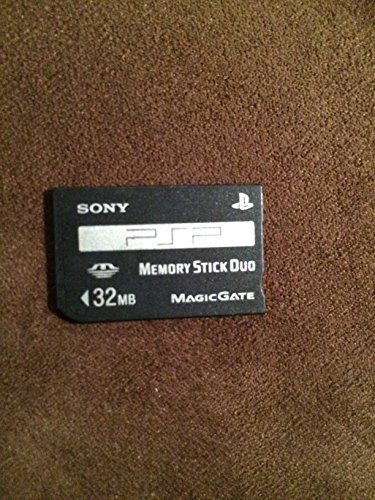 SONY
PSP
MEMORY STICK DUO
32MB
MAGICGATE